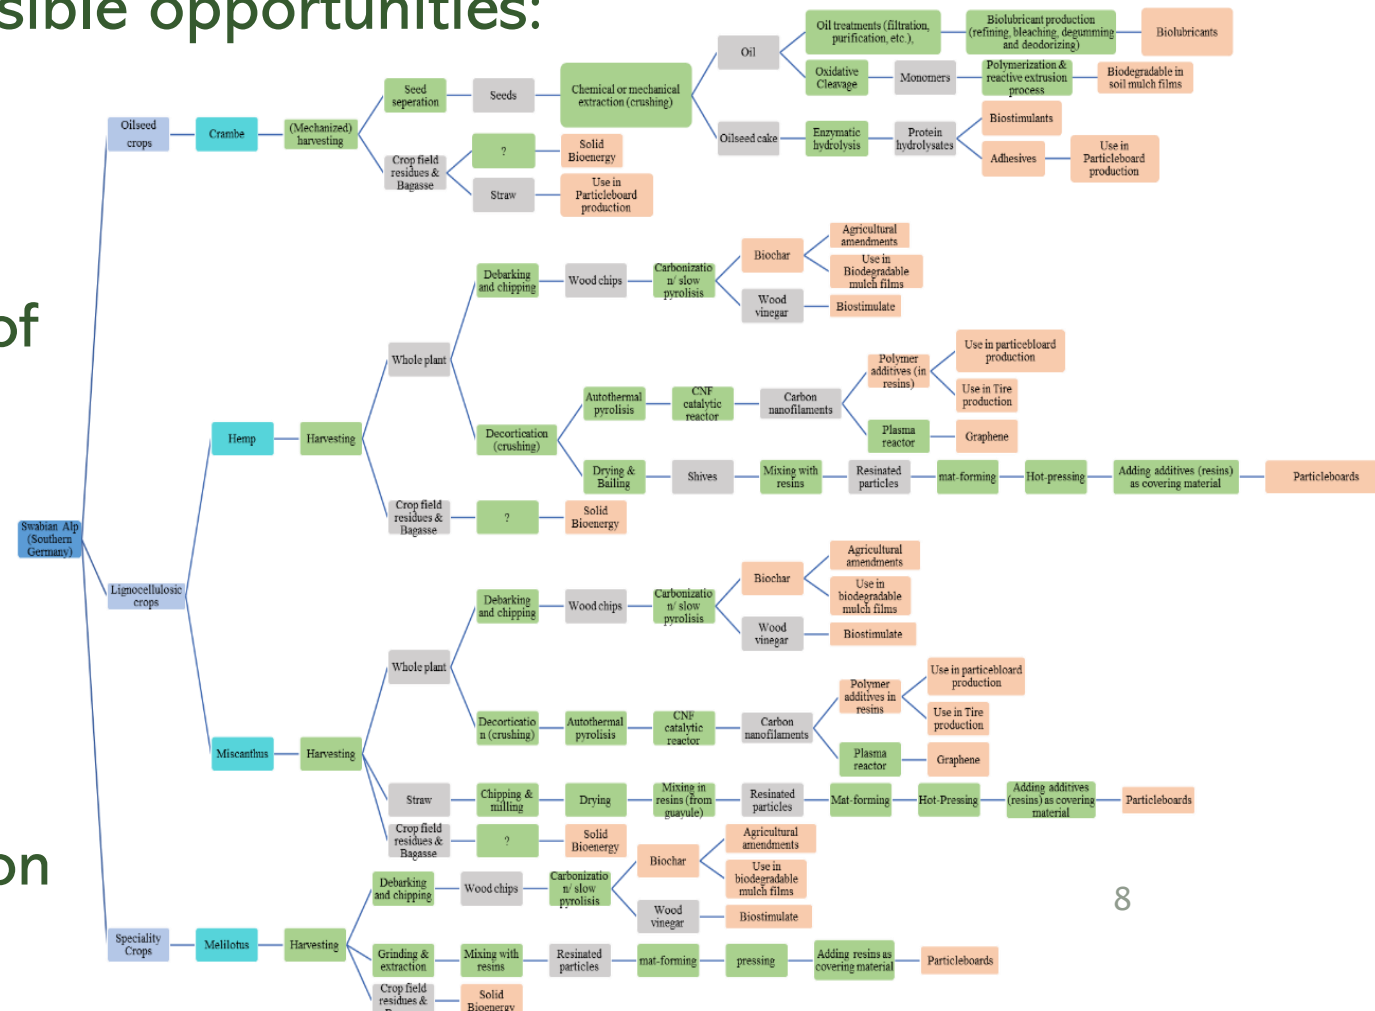 sible opportunities:
of
on
Swabian Alp
(Southern
Germany)
Oilseed
crops
Crambe
(Mechanized)
harvesting
Seed
seperation
Seeds
Chemical or mechanical
extraction (crushing)
Oil
Oil treatments (filtration,
purification, etc.),
Biolubricant production
(refining, bleaching, degumming
and deodorizing)
Biolubricants
Oxidative
Cleavage
Monomers
Polymerization &
reactive extrusion
process
Biodegradable in
soil mulch films
Oilseed cake
Enzymatic
hydrolysis
Protein
hydrolysates
Biostimulants
Adhesives
Use in
Particleboard
production
Crop field
residues &
Bagasse
?
Solid
Bioenergy
Straw
Use in
Particleboard
production
Lignocellulosic
crops
Hemp
Harvesting
Whole plant
Debarking
and chipping
Wood chips
Carbonizatio
n/ slow
pyrolisis
Biochar
Agricultural
amendments
Use in
Biodegradable
mulch films
Wood
vinegar
Biostimulate
Decortication
(crushing)
Autothermal
pyrolisis
CNF
catalytic
reactor
Carbon
nanofilaments
Polymer
additives (in
resins)
Use in particebloard
production
Use in Tire
production
Plasma
reactor
Graphene
Drying &
Bailing
Shives
Mixing with
resins
Resinated
particles
mat-forming
Hot-pressing
Adding additives (resins)
as covering material
Particleboards
Crop field
residues &
Bagasse
?
Solid
Bioenergy
Miscanthus
Harvesting
Whole plant
Debarking
and chipping
Wood chips
Carbonizatio
n/ slow
pyrolisis
Biochar
Agricultural
amendments
Use in
biodegradable
mulch films
Wood
vinegar
Biostimulate
Decorticatio
n (crushing)
Autothermal
pyrolisis
CNF
catalytic
reactor
Carbon
nanofilaments
Polymer
additives in
resins
Use in particebloard
production
Use in Tire
production
Plasma
reactor
Graphene
Straw
Chipping &
milling
Drying
Mixing in
resins (from
guayule)
Resinated
particles
Mat-forming
Hot-Pressing
Adding additives
(resins) as covering
material
Particleboards
Crop field
residues &
Bagasse
?
Solid
Bioenergy
Speciality
Crops
Melilotus
Harvesting
Debarking
and chipping
Wood chips
Carbonizatio
n/ slow
pyrolisis
Biochar
Agricultural
amendments
Use in
biodegradable
mulch films
Wood
vinegar
Biostimulate
Grinding &
extraction
Mixing with
resins
Resinated
particles
mat-forming
pressing
Adding resins as
covering material
Particleboards
Crop field
residues &
Solid
Bioenergy
8